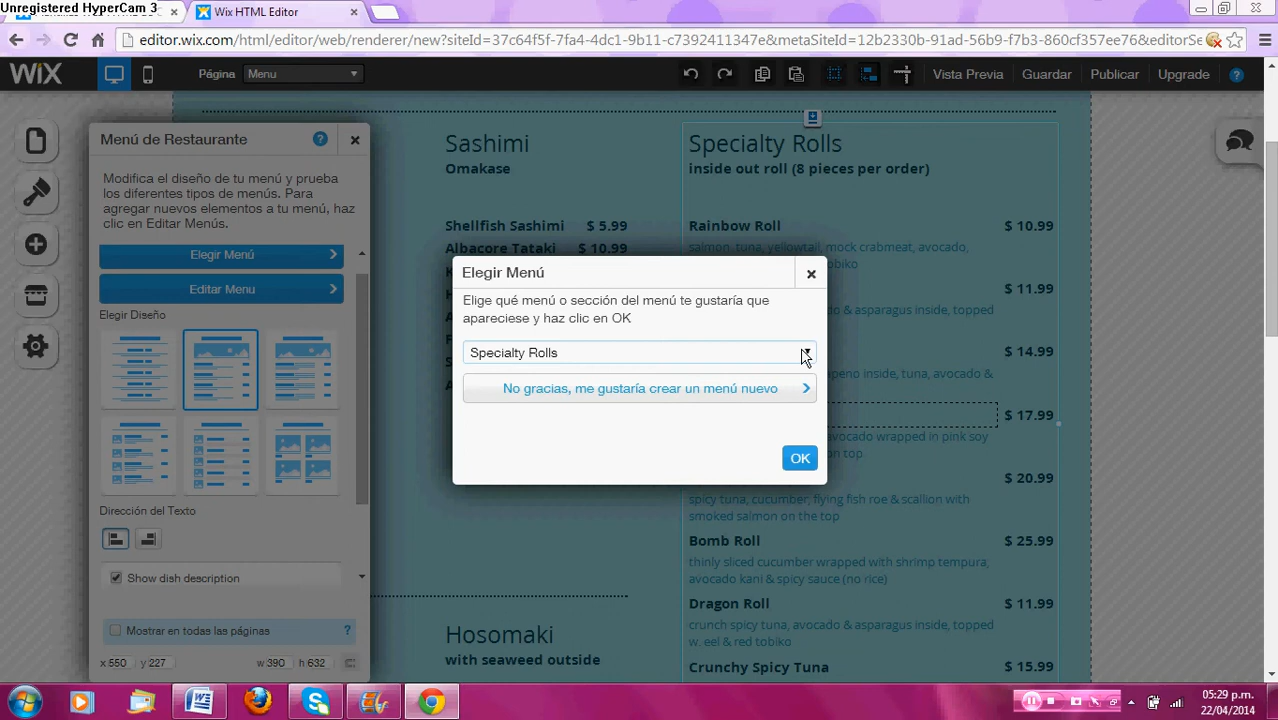 Unregistered HyperCam 3
Wix HTML Editor
editor.wix.com/html/editor/web/renderer/new?siteId=37c64f5f-7fa4-4dc1-9b11-c7392411347e&metaSiteId=12b2330b-91ad-56b9-f7b3-860cf357ee76&editorSe
WiX
Página
Menu
Vista Previa
Guardar
Publicar
Upgrade
?
Menú de Restaurante
?
Modifica el diseño de tu menú y prueba
los diferentes tipos de menús. Para
agregar nuevos elementos a tu menú, haz
clic en Editar Menús.
Elegir Menú
Editar Menu
Elegir Diseño
Dirección del Texto
Show dish description
Mostrar en todas las páginas
?
x 550 y 227 w 390 h 632
Sashimi
Omakase
Shellfish Sashimi $ 5.99
Albacore Tataki $ 10.99
Hosomaki
with seaweed outside
Elegir Menú
Elige qué menú o sección del menú te gustaría que
apareciese y haz clic en OK
Specialty Rolls
No gracias, me gustaría crear un menú nuevo
OK
Specialty Rolls
inside out roll (8 pieces per order)
Rainbow Roll $ 10.99
salmon, tuna, yellowtail, mock crabmeat, avocado,
$ 11.99
do & asparagus inside, topped
$ 14.99
peno inside, tuna, avocado &
$ 17.99
avocado wrapped in pink soy
on top.
$ 20.99
spicy tuna, cucumber, flying fish roe & scallion with
smoked salmon on the top
Bomb Roll $ 25.99
thinly sliced cucumber wrapped with shrimp tempura,
avocado kani & spicy sauce (no rice)
Dragon Roll $ 11.99
crunch spicy tuna, avocado & asparagus inside, topped
w. eel & red tobiko
Crunchy Spicy Tuna $ 15.99
05:29 p.m.
22/04/2014